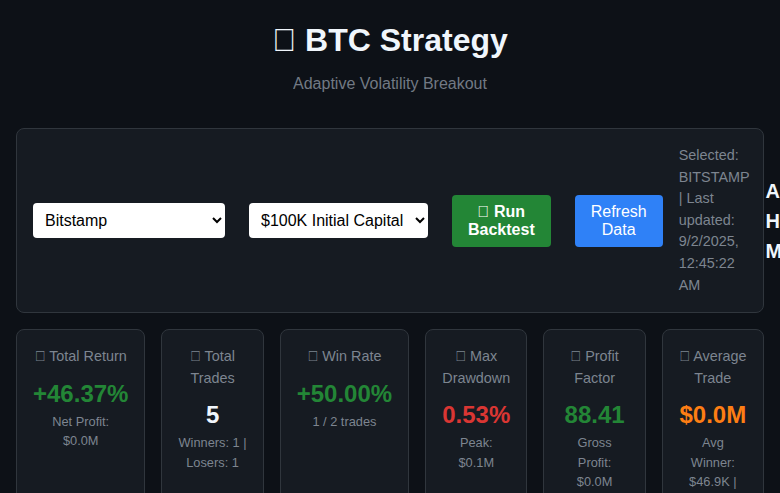 BTC Strategy
Adaptive Volatility Breakout
Bitstamp
$100K Initial Capital
Run
Backtest
Refresh
Data
Selected:
BITSTAMP
| Last
updated:
9/2/2025,
12:45:22
AM
A
H
M
Total Return
+46.37%
Net Profit:
$0.0M
Total
Trades
5
Winners: 1 |
Losers: 1
Win Rate
+50.00%
1 / 2 trades
Max
Drawdown
0.53%
Peak:
$0.1M
Profit
Factor
88.41
Gross
Profit:
$0.0M
Average
Trade
$0.0M
Avg
Winner:
$46.9K |